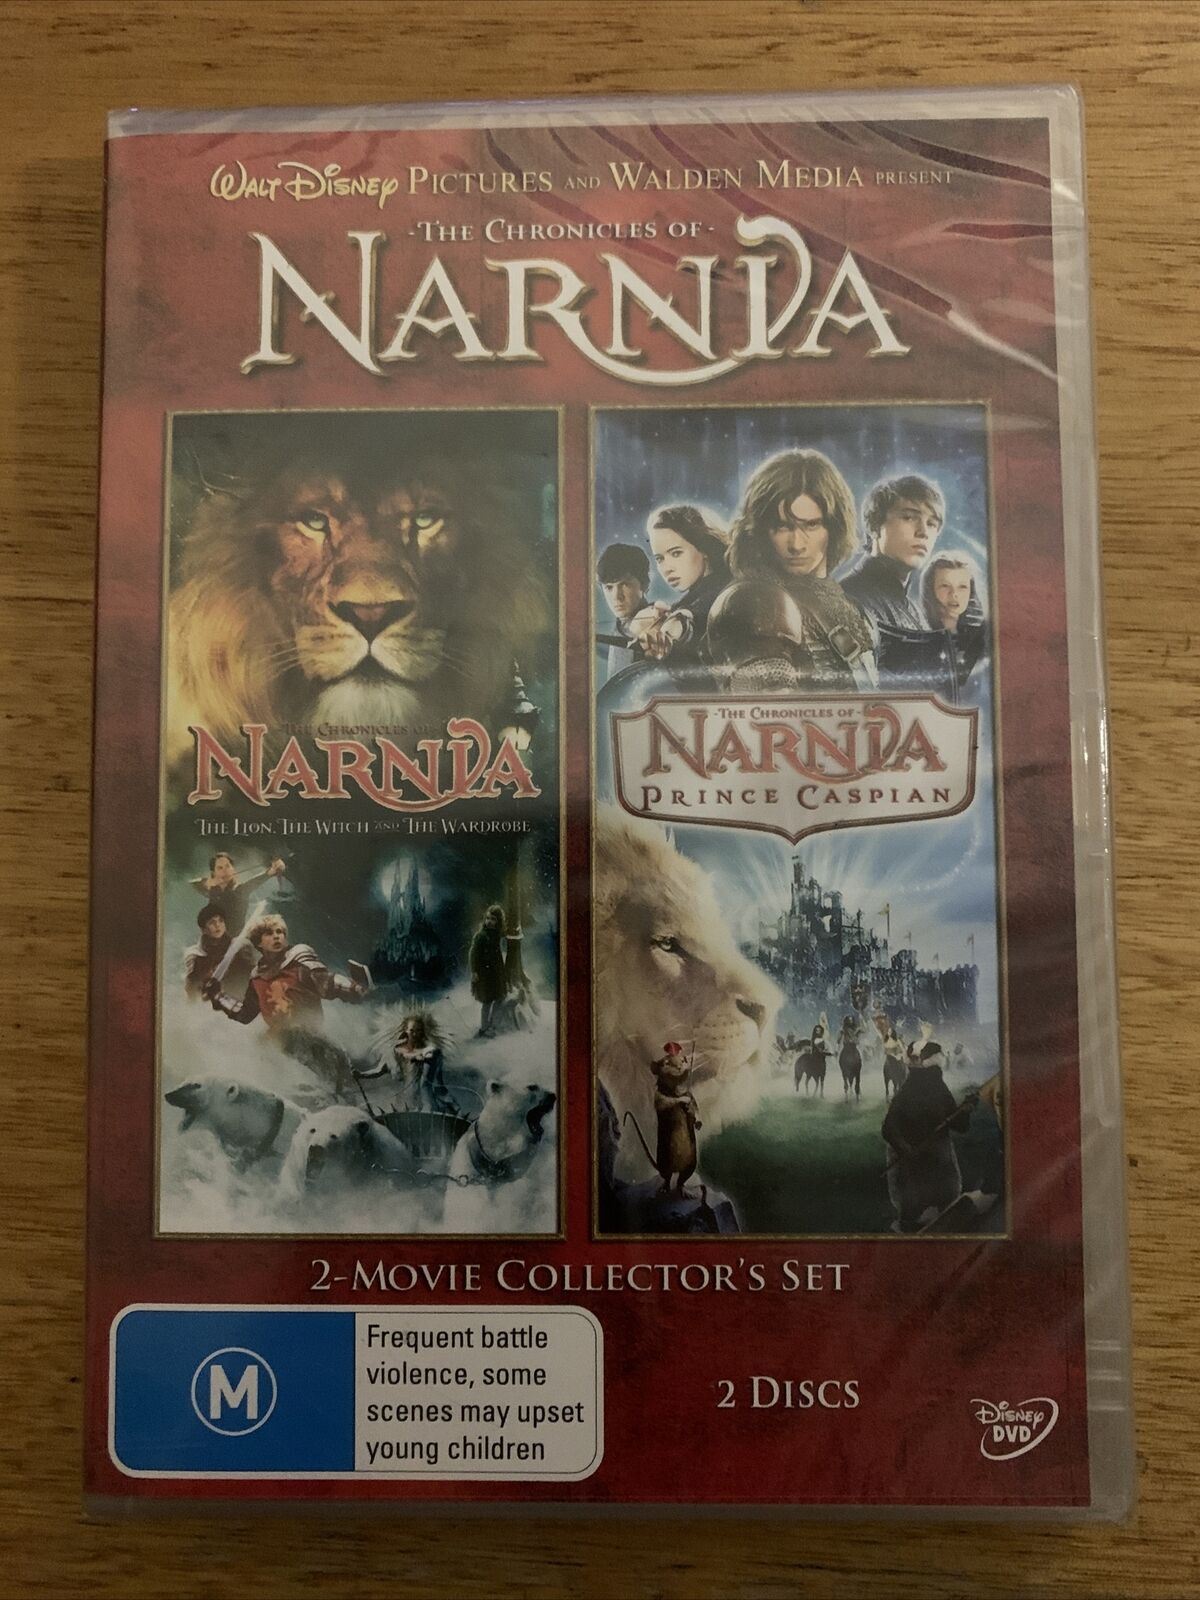 WALT DISNEY PICTURES AND WALDEN MEDIA PRESENT
·THE CHRONICLES OF·
NARNIA
THE CHRONICLES OF
NARNIA
THE LION, THE WITCH AND THE WARDROBE
·THE CHRONICLES OF·
NARNIA
PRINCE CASPIAN
2-MOVIE COLLECTOR'S SET
M
Frequent battle
violence, some
scenes may upset
young children
2 DISCS
DISNEY
DVD